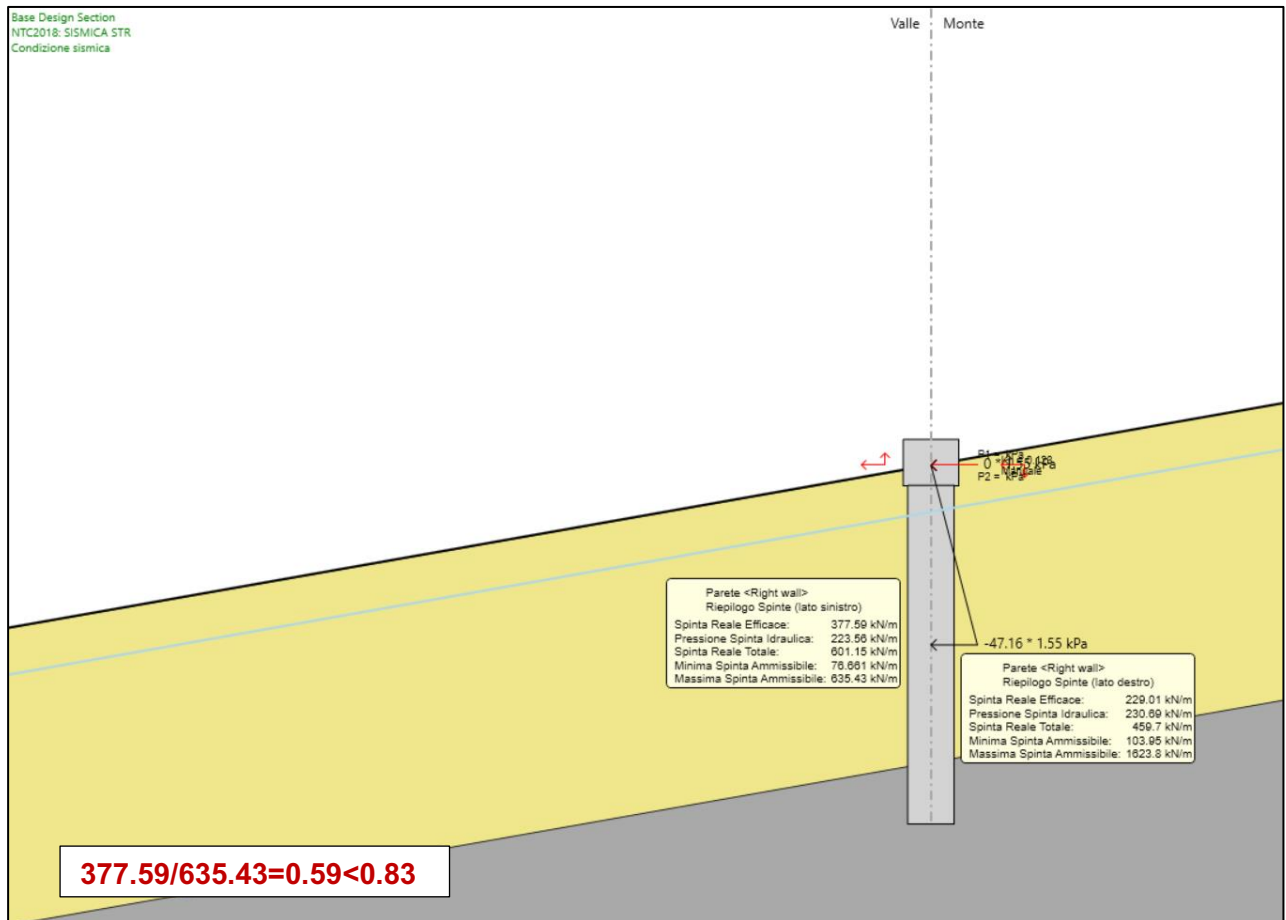 Base Design Section
NTC2018: SISMICA STR
Condizione sismica
Valle Monte
P1 = kPa
P2 = kPa
-47.16 * 1.55 kPa
Parete <Right wall>
Riepilogo Spinte (lato sinistro)
Spinta Reale Efficace: 377.59 kN/m
Pressione Spinta Idraulica: 223.56 kN/m
Spinta Reale Totale: 601.15 kN/m
Minima Spinta Ammissibile: 76.661 kN/m
Massima Spinta Ammissibile: 635.43 kN/m
Parete <Right wall>
Riepilogo Spinte (lato destro)
Spinta Reale Efficace: 229.01 kN/m
Pressione Spinta Idraulica: 230.69 kN/m
Spinta Reale Totale: 459.7 kN/m
Minima Spinta Ammissibile: 103.95 kN/m
Massima Spinta Ammissibile: 1623.8 kN/m
377.59/635.43=0.59<0.83